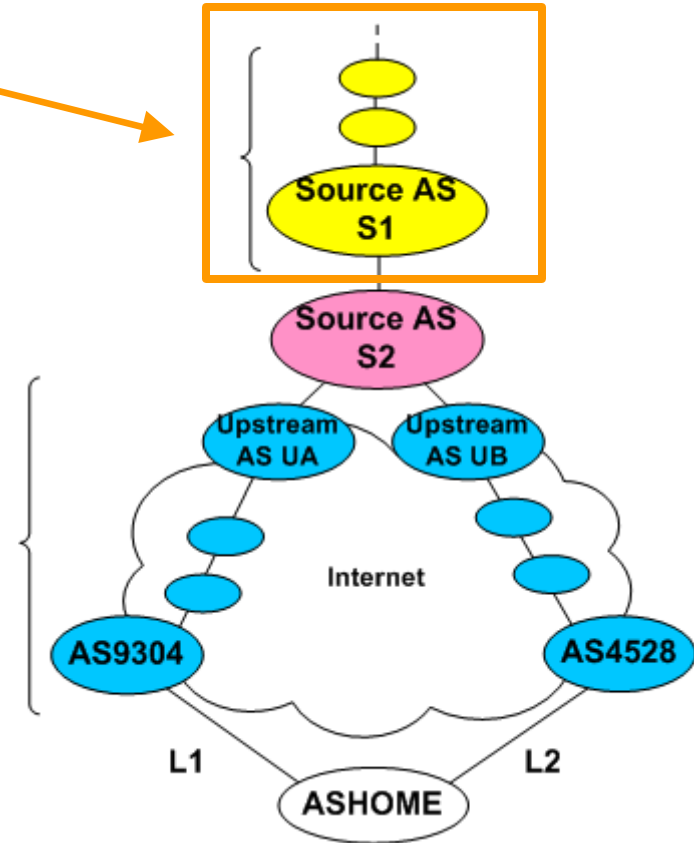 Source AS
S1
Source AS
S2
Upstream
AS UA
Upstream
AS UB
Internet
AS9304
AS4528
L1
L2
ASHOME